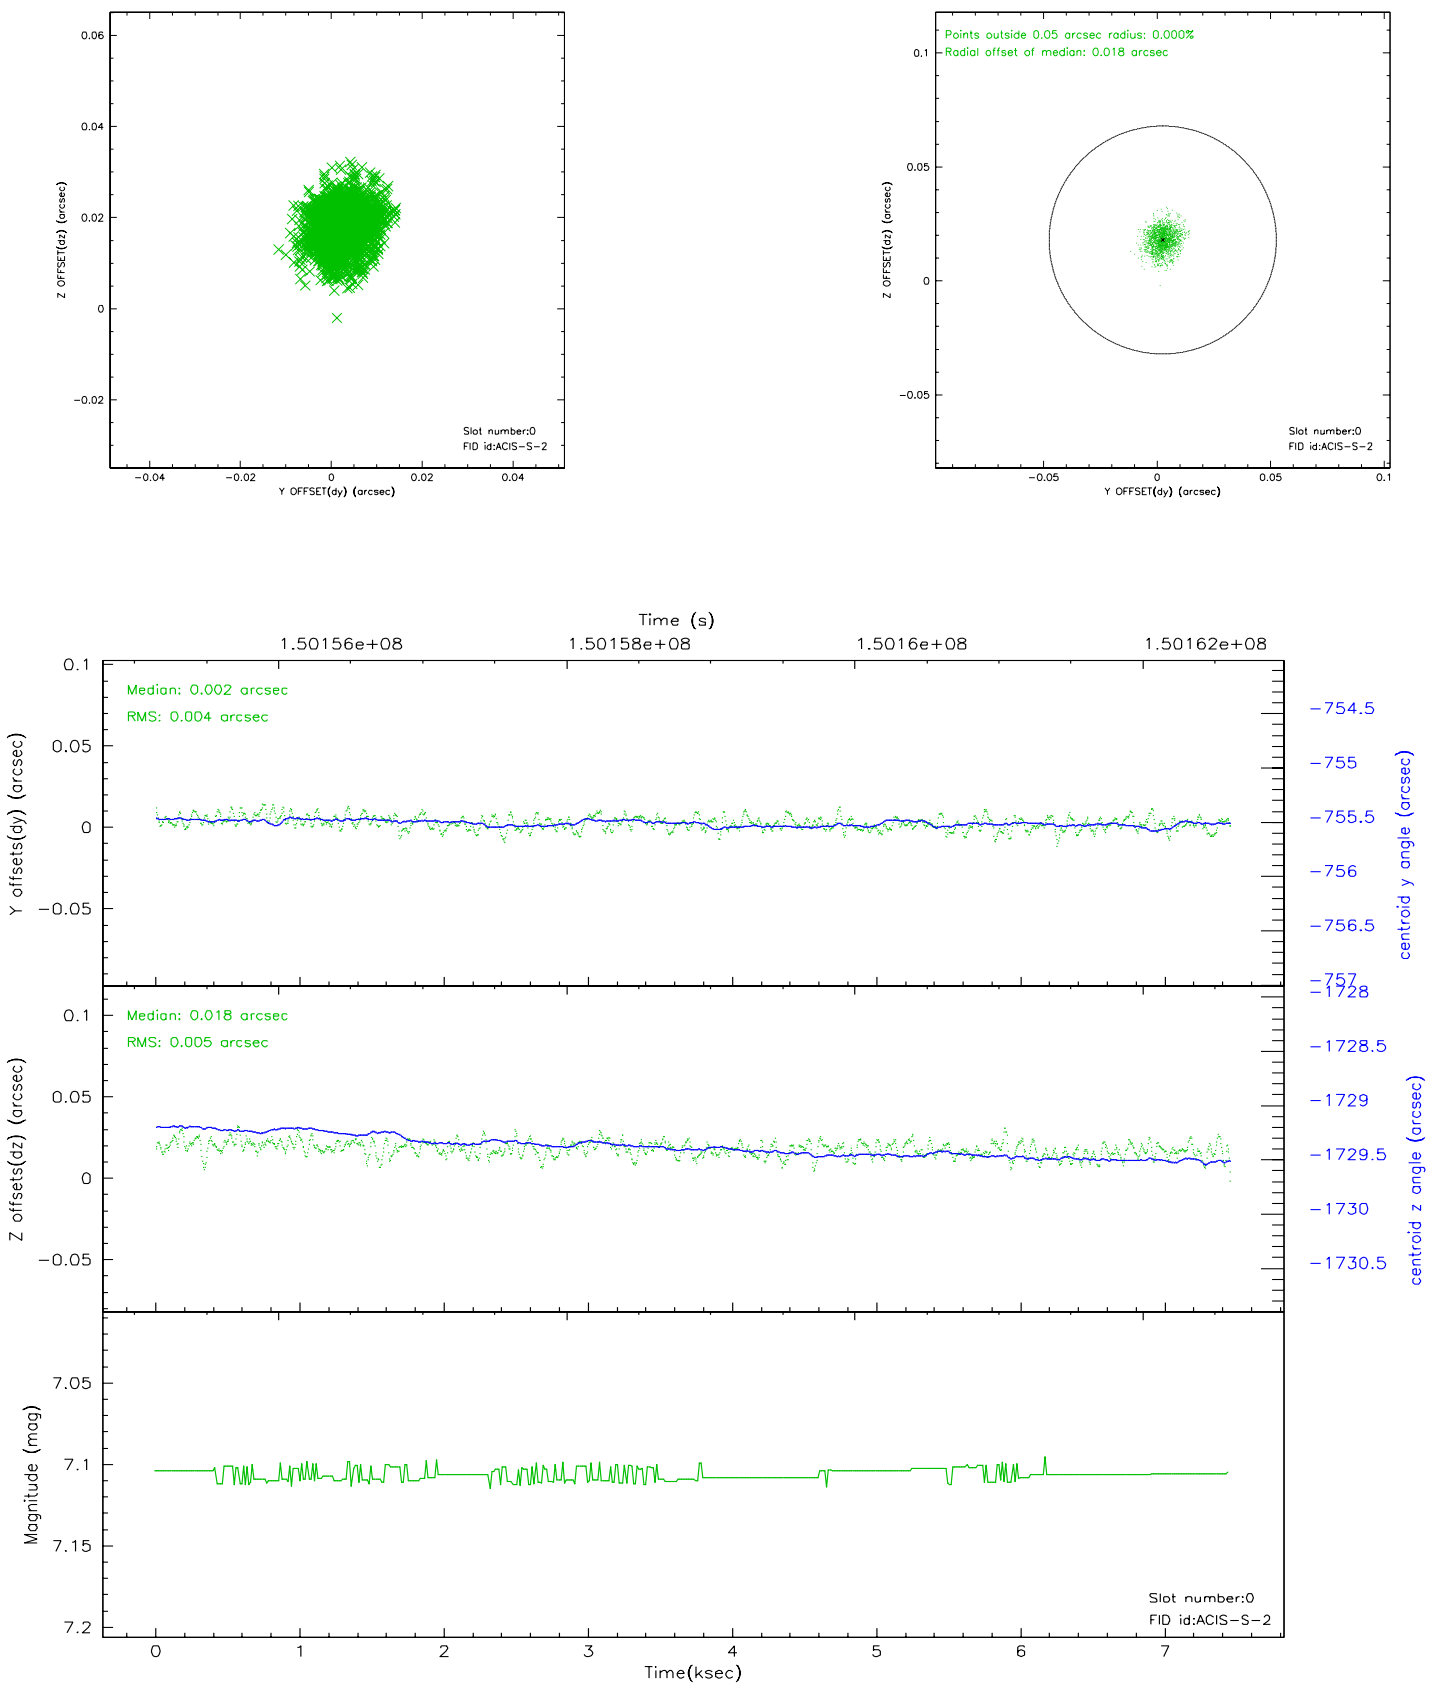 0.06
0.04
0.02
0
−0.02
Z OFFSET(dz) (arcsec)
Slot number:0
FID id:ACIS−S−2
−0.04 −0.02 0 0.02 0.04
Y OFFSET(dy) (arcsec)
Points outside 0.05 arcsec radius: 0.000%
Radial offset of median: 0.018 arcsec
0.1
0.05
0
−0.05
Z OFFSET(dz) (arcsec)
Slot number:0
FID id:ACIS−S−2
−0.05 0 0.05 0.1
Y OFFSET(dy) (arcsec)
Time (s)
1.50156e+08 1.50158e+08 1.5016e+08 1.50162e+08
Median: 0.002 arcsec
RMS: 0.004 arcsec
0.1
0.05
0
−0.05
Y offsets(dy) (arcsec)
−754.5
−755
−755.5
−756
−756.5
−757
centroid y angle (arcsec)
Median: 0.018 arcsec
RMS: 0.005 arcsec
0.1
0.05
0
−0.05
Z offsets(dz) (arcsec)
−1728
−1728.5
−1729
−1729.5
−1730
−1730.5
centroid z angle (arcsec)
7.05
7.1
7.15
7.2
Magnitude (mag)
Slot number:0
FID id:ACIS−S−2
0 1 2 3 4 5 6 7
Time(ksec)